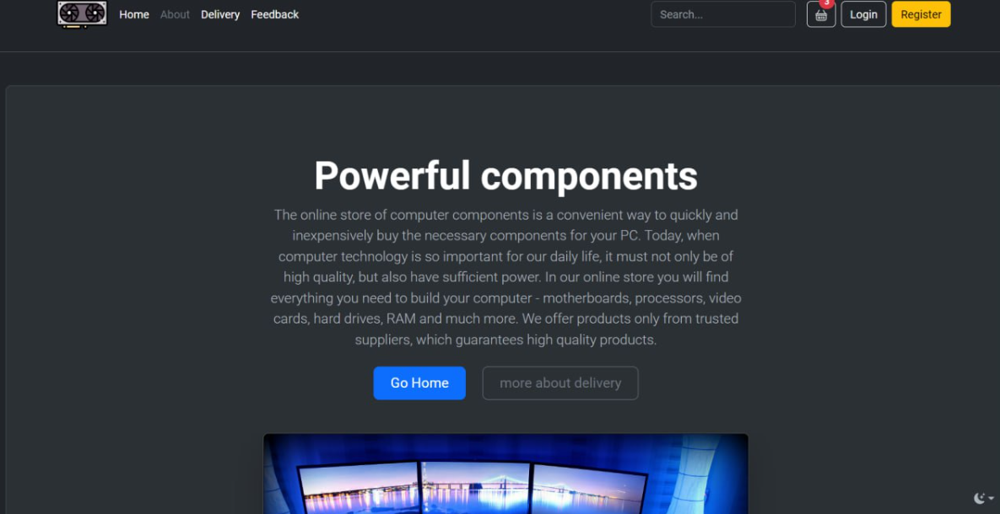 Home About Delivery Feedback Search... 3 Login Register
Powerful components
The online store of computer components is a convenient way to quickly and
inexpensively buy the necessary components for your PC. Today, when
computer technology is so important for our daily life, it must not only be of
high quality, but also have sufficient power. In our online store you will find
everything you need to build your computer - motherboards, processors, video
cards, hard drives, RAM and much more. We offer products only from trusted
suppliers, which guarantees high quality products.
Go Home more about delivery